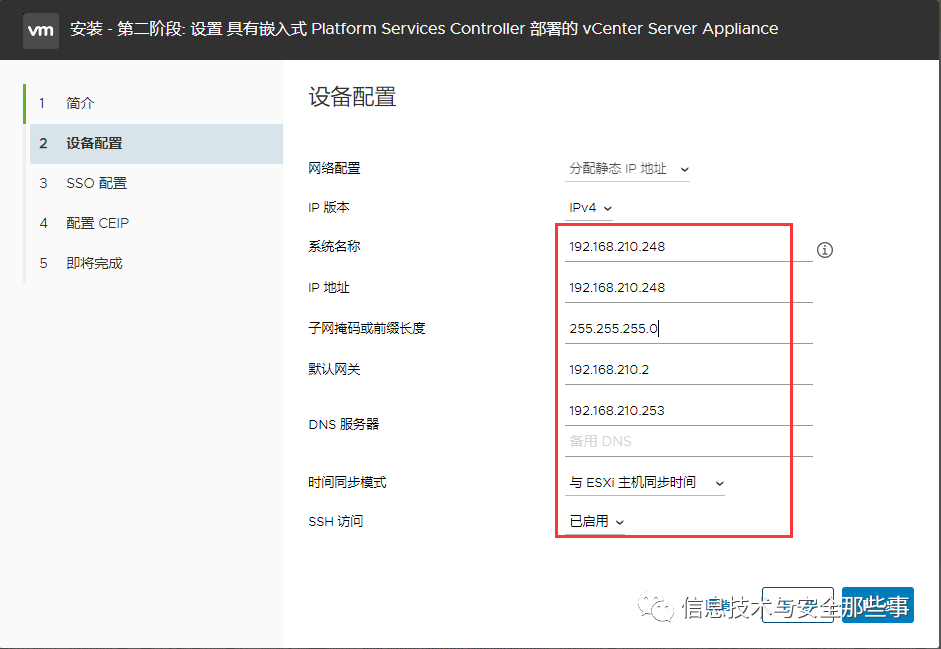 vm 安装 - 第二阶段: 设置 具有嵌入式 Platform Services Controller 部署的 vCenter Server Appliance
1 简介
2 设备配置
3 SSO 配置
4 配置 CEIP
5 即将完成
设备配置
网络配置 分配静态 IP 地址
IP 版本 IPv4
系统名称 192.168.210.248
IP 地址 192.168.210.248
子网掩码或前缀长度 255.255.255.0
默认网关 192.168.210.2
DNS 服务器 192.168.210.253
备用 DNS
时间同步模式 与 ESXi 主机同步时间
SSH 访问 已启用
信息技术与安全那些事